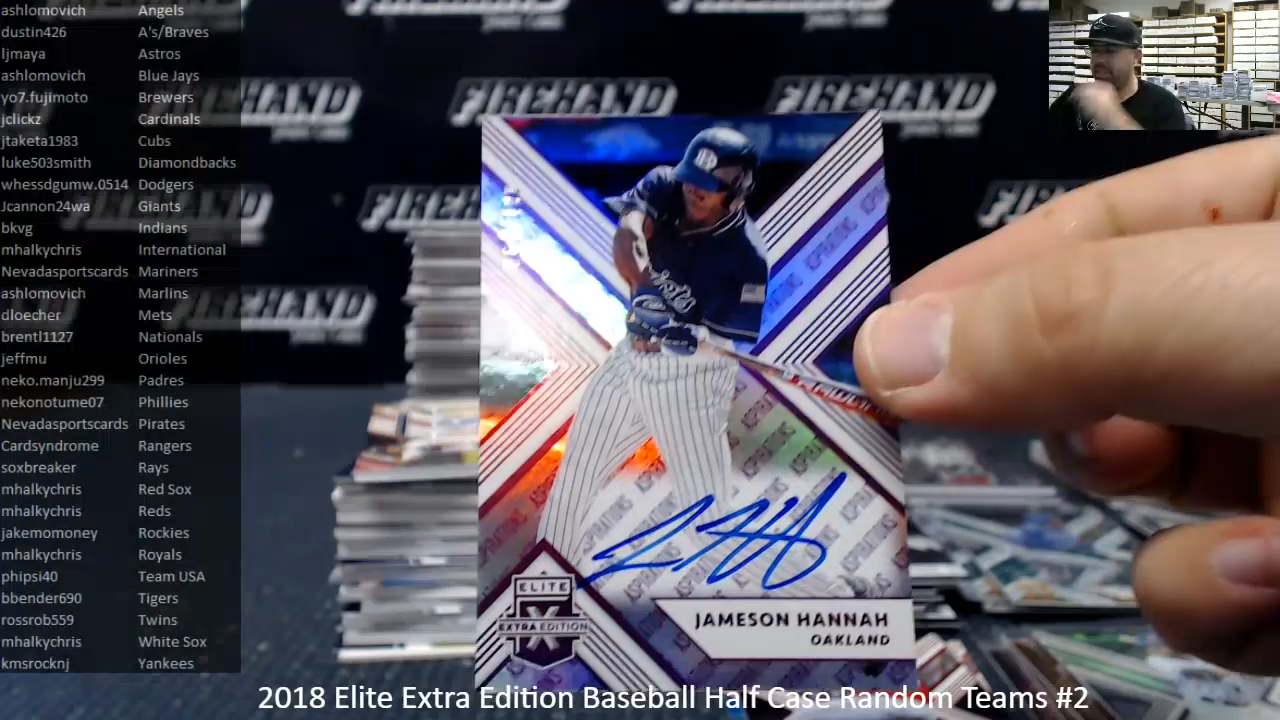 ashlomovich Angels
dustin426 A's/Braves
ljmaya Astros
ashlomovich Blue Jays
yo7.fujimoto Brewers
jclickz Cardinals
jtaketa1983 Cubs
luke503smith Diamondbacks
whessdgumw.0514 Dodgers
Jcannon24wa Giants
bkvg Indians
mhalkychris International
Nevadasportscards Mariners
ashlomovich Marlins
dloecher Mets
brentl1127 Nationals
jeffmu Orioles
neko.manju299 Padres
nekonotume07 Phillies
Nevadasportscards Pirates
Cardsyndrome Rangers
soxbreaker Rays
mhalkychris Red Sox
mhalkychris Reds
jakemomoney Rockies
mhalkychris Royals
phipsi40 Team USA
bbender690 Tigers
rossrob559 Twins
mhalkychris White Sox
kmsrocknj Yankees
FIREHAND FIREHAND
ASPIRATIONS
ELITE
X
EXTRA EDITION
JAMESON HANNAH
OAKLAND
2018 Elite Extra Edition Baseball Half Case Random Teams #2